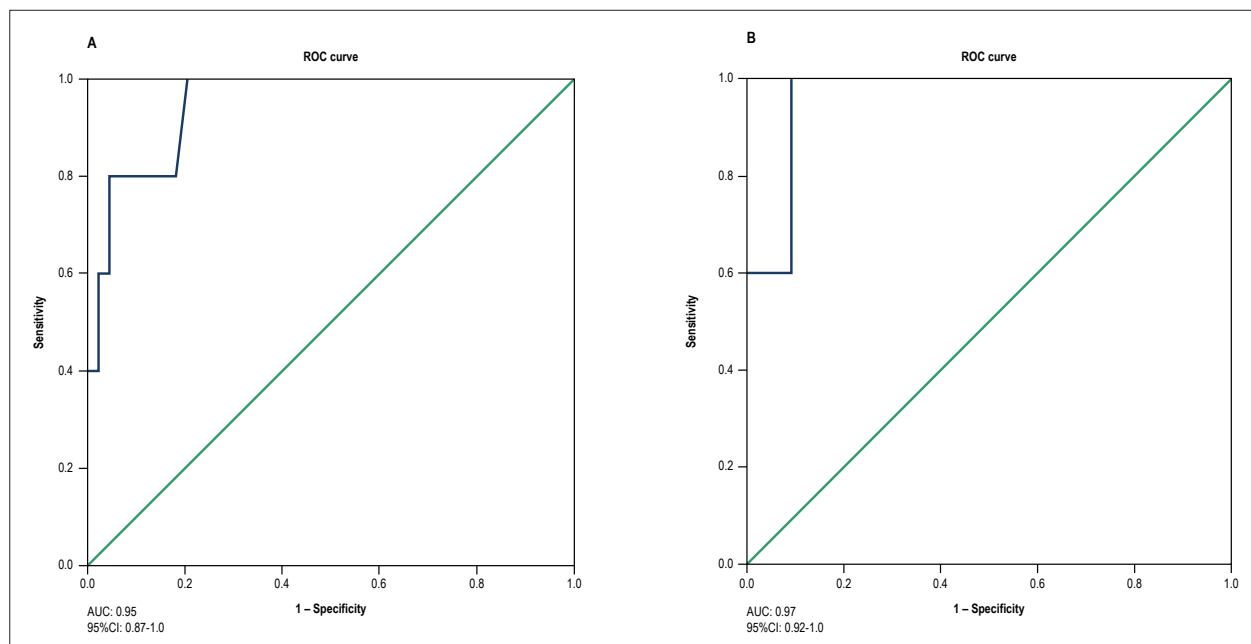 A
ROC curve
1.0
0.8
0.6
0.4
0.2
0.0
Sensitivity
0.0 0.2 0.4 0.6 0.8 1.0
1 – Specificity
AUC: 0.95
95%CI: 0.87-1.0
B
ROC curve
1.0
0.8
0.6
0.4
0.2
0.0
Sensitivity
0.0 0.2 0.4 0.6 0.8 1.0
1 – Specificity
AUC: 0.97
95%CI: 0.92-1.0